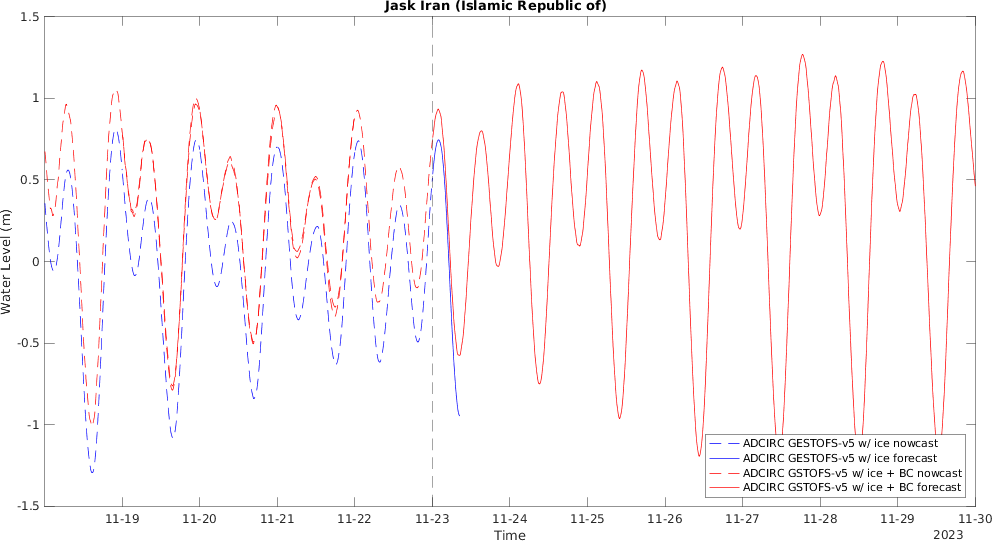 Jask Iran (Islamic Republic of)
1.5
1
0.5
0
-0.5
-1
-1.5
Water Level (m)
ADCIRC GESTOFS-v5 w/ ice nowcast
ADCIRC GESTOFS-v5 w/ ice forecast
ADCIRC GSTOFS-v5 w/ ice + BC nowcast
ADCIRC GSTOFS-v5 w/ ice + BC forecast
11-19 11-20 11-21 11-22 11-23 11-24 11-25 11-26 11-27 11-28 11-29 11-30
Time
2023